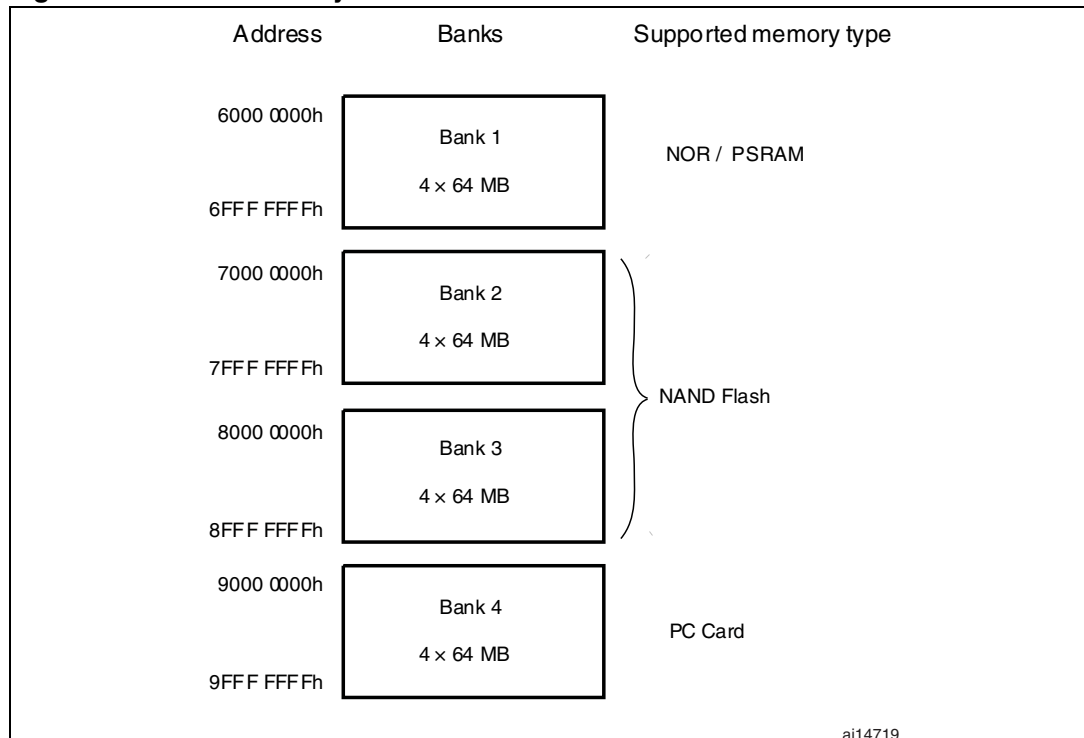 Address Banks Supported memory type
6000 0000h
Bank 1
NOR / PSRAM
4 × 64 MB
6FFF FFFFh
7000 0000h
Bank 2
4 × 64 MB
7FFF FFFFh
NAND Flash
8000 0000h
Bank 3
4 × 64 MB
8FFF FFFFh
9000 0000h
Bank 4
PC Card
4 × 64 MB
9FFF FFFFh
ai14719